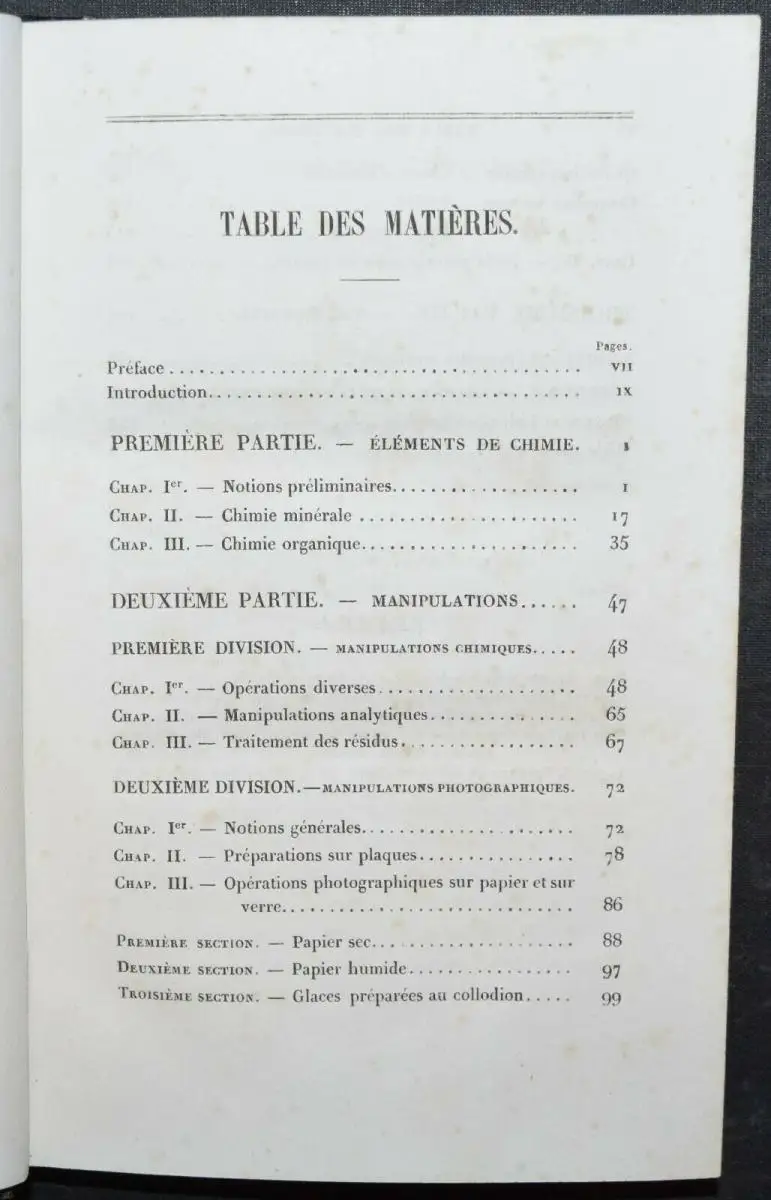 TABLE DES MATIÈRES.
Pages.
Préface ........................................ VII
Introduction.................................... IX
PREMIÈRE PARTIE. — ÉLÉMENTS DE CHIMIE. 1
CHAP. Ier. — Notions préliminaires................... I
CHAP. II. — Chimie minérale ...................... 17
CHAP. III. — Chimie organique...................... 35
DEUXIÈME PARTIE. — MANIPULATIONS...... 47
PREMIÈRE DIVISION. — MANIPULATIONS CHIMIQUES..... 48
CHAP. Ier. — Opérations diverses.................... 48
CHAP. II. — Manipulations analytiques............... 65
CHAP. III. — Traitement des résidus.................. 67
DEUXIÈME DIVISION. — MANIPULATIONS PHOTOGRAPHIQUES. 72
CHAP. Ier. — Notions générales...................... 72
CHAP. II. — Préparations sur plaques................ 78
CHAP. III. — Opérations photographiques sur papier et sur
verre............................. 86
PREMIÈRE SECTION. — Papier sec.................... 88
DEUXIÈME SECTION. — Papier humide................ 97
TROISIÈME SECTION. — Glaces préparées au collodion..... 99